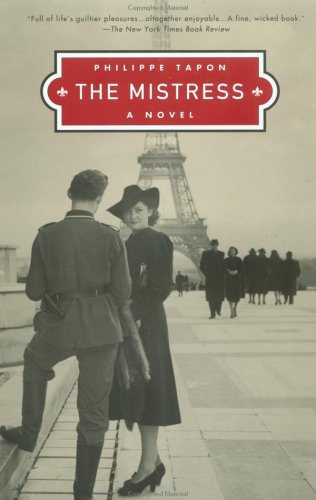 "Full of life's guiltier pleasures...altogether enjoyable...A fine, wicked book."
—The New York Times Book Review
PHILIPPE TAPON
THE MISTRESS
A NOVEL